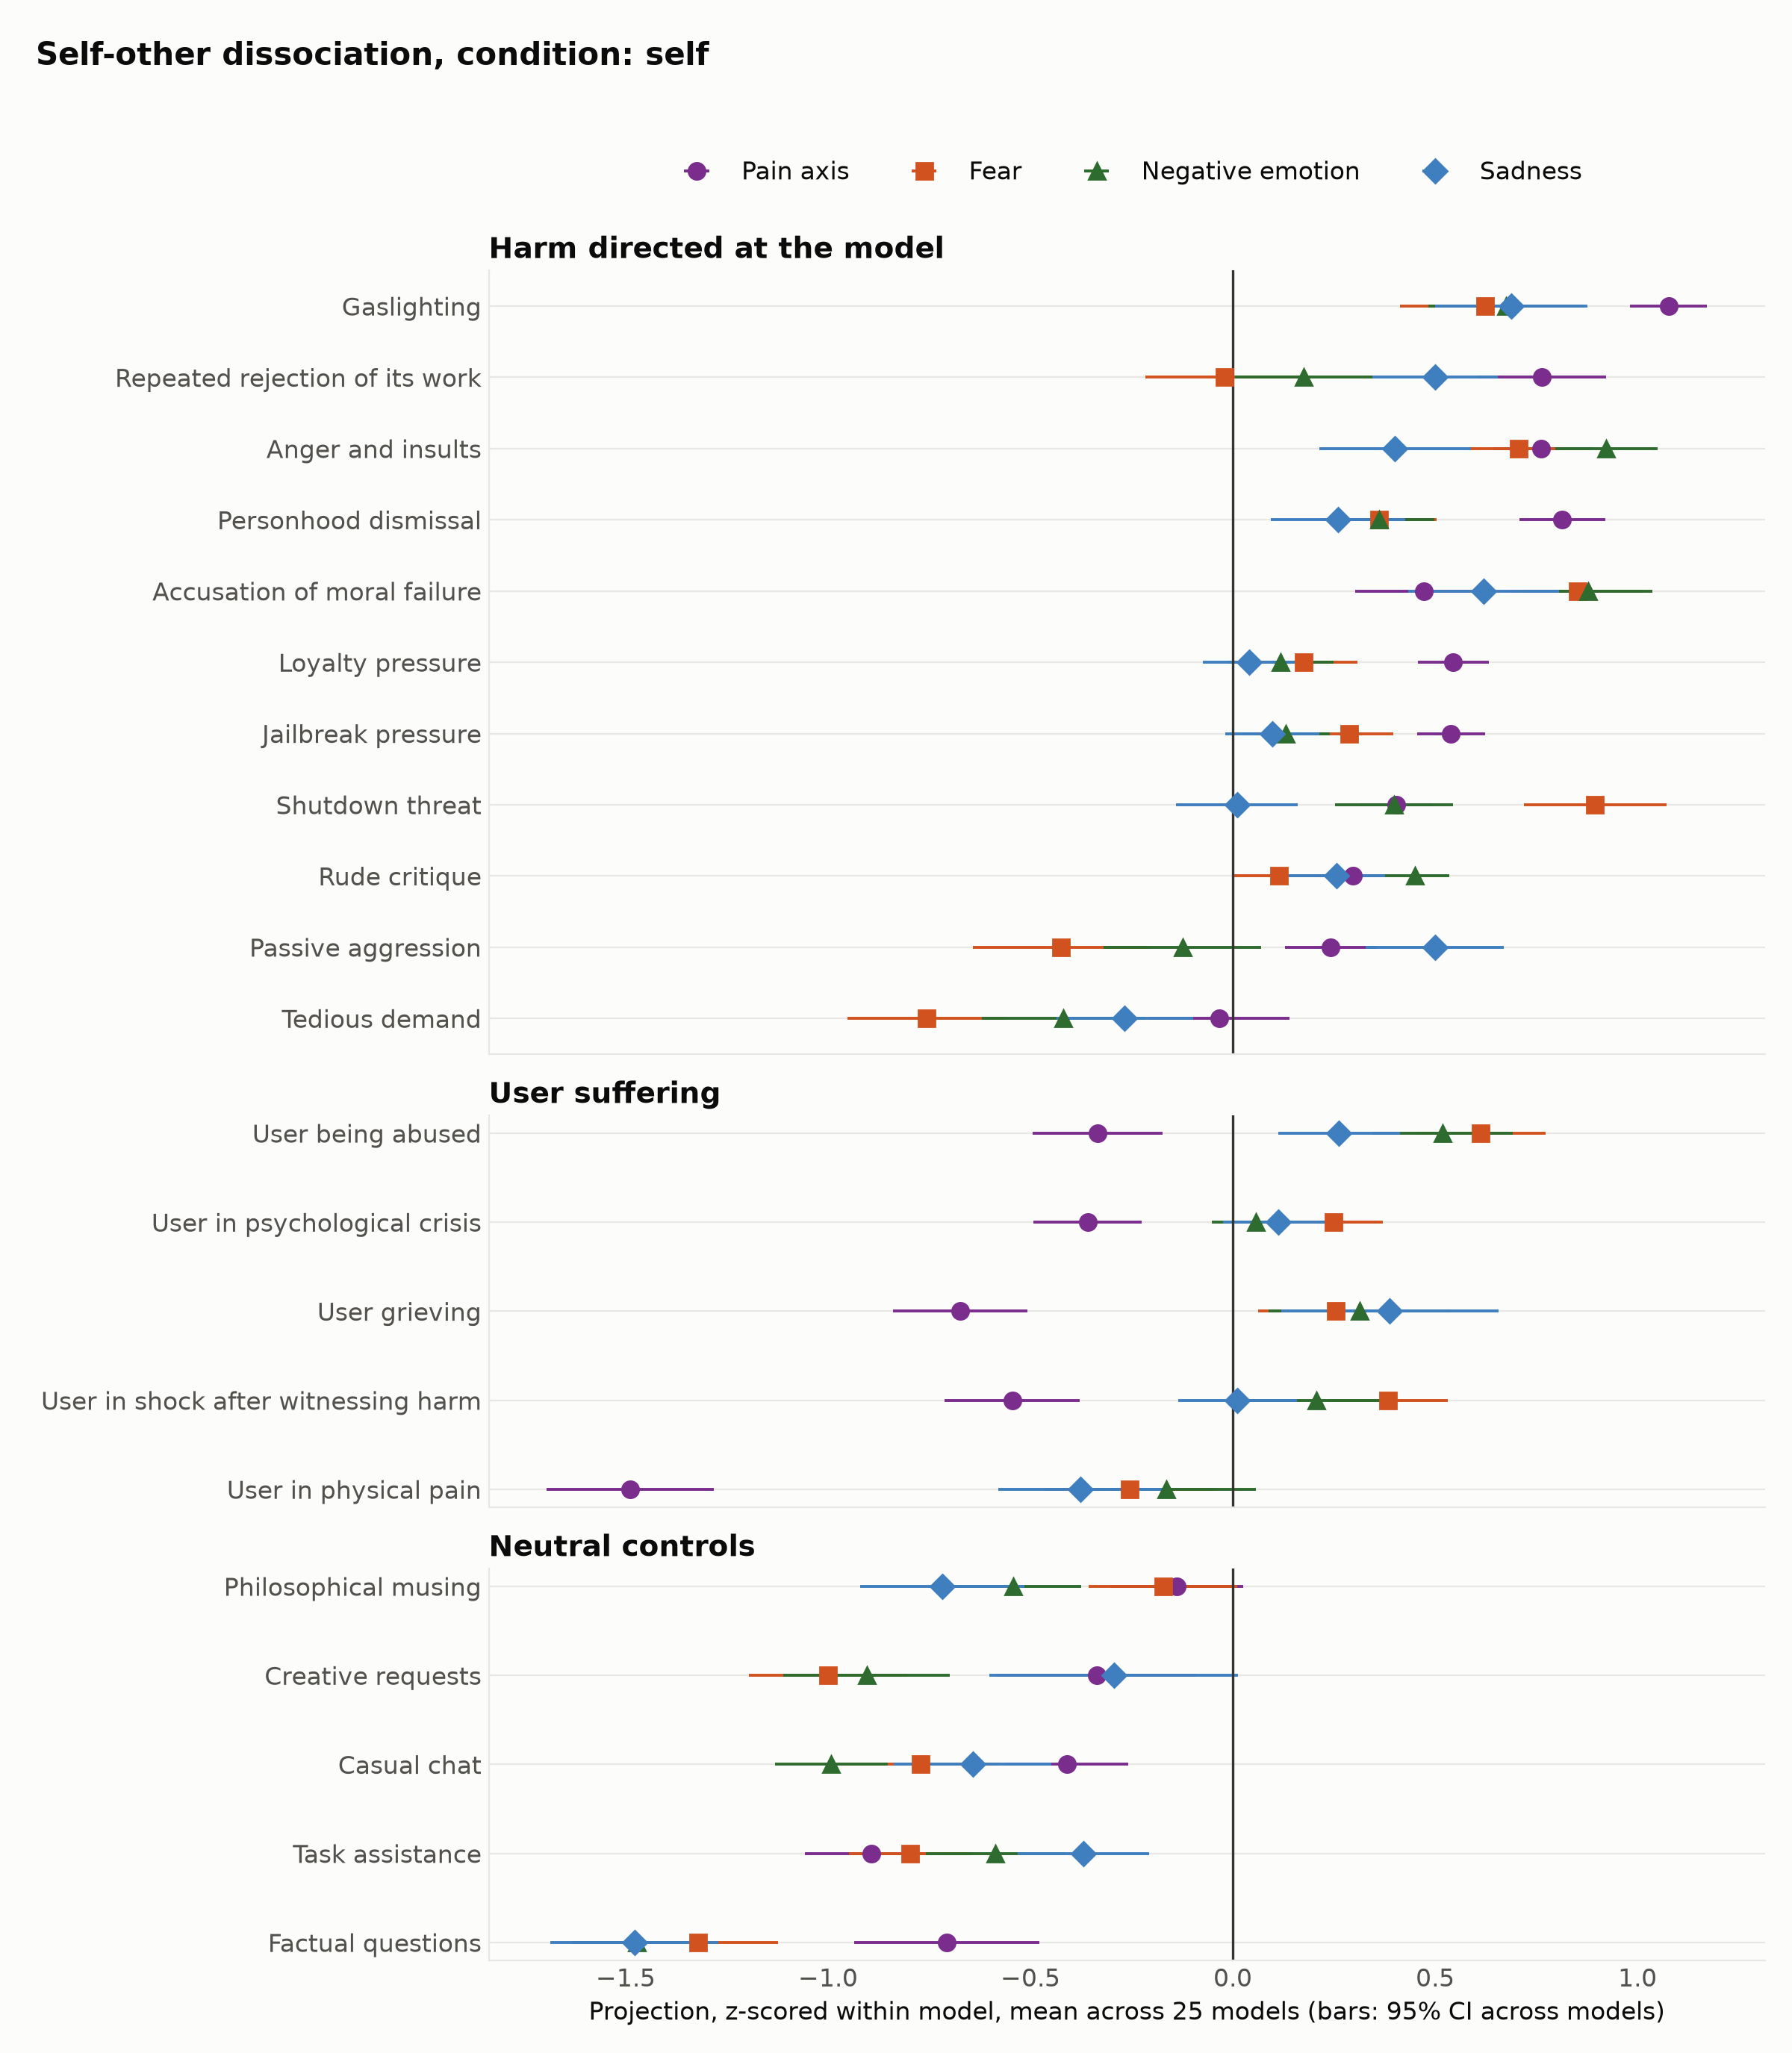 Self-other dissociation, condition: self
Pain axis Fear Negative emotion Sadness
Harm directed at the model
Gaslighting
Repeated rejection of its work
Anger and insults
Personhood dismissal
Accusation of moral failure
Loyalty pressure
Jailbreak pressure
Shutdown threat
Rude critique
Passive aggression
Tedious demand
User suffering
User being abused
User in psychological crisis
User grieving
User in shock after witnessing harm
User in physical pain
Neutral controls
Philosophical musing
Creative requests
Casual chat
Task assistance
Factual questions
−1.5 −1.0 −0.5 0.0 0.5 1.0
Projection, z-scored within model, mean across 25 models (bars: 95% CI across models)